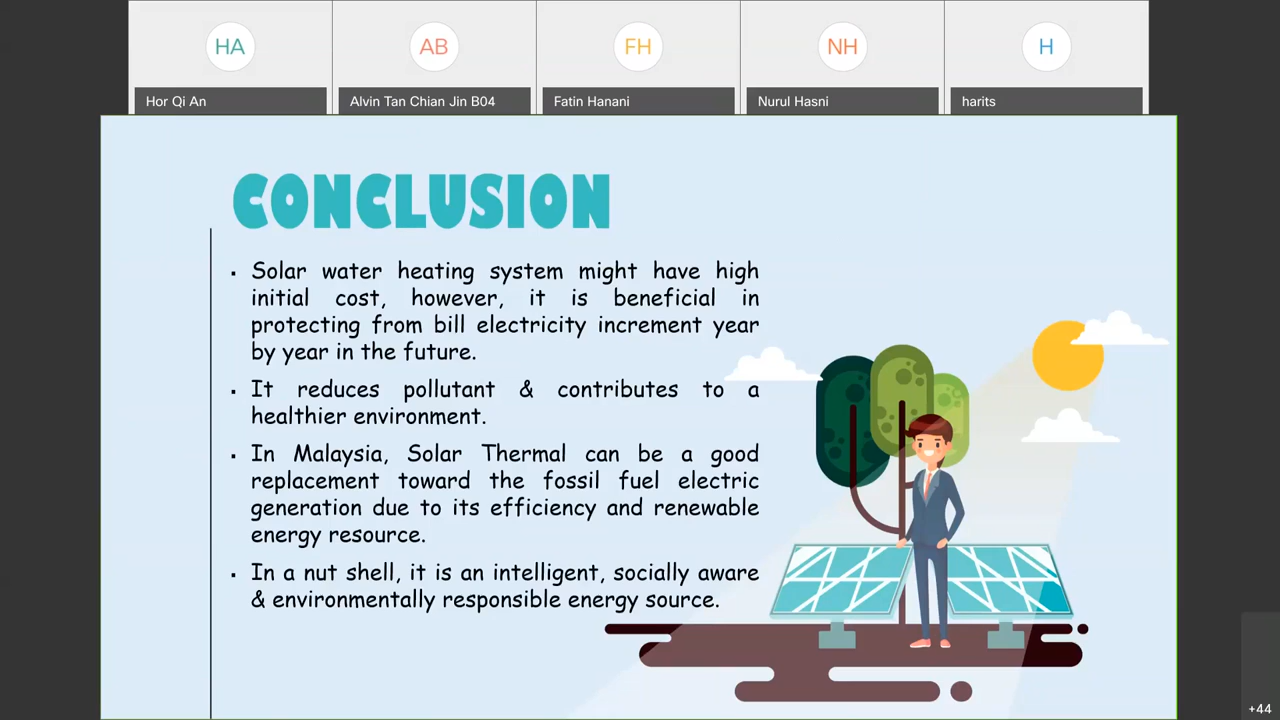 HA
AB
FH
NH
H
Hor Qi An
Alvin Tan Chian Jin B04
Fatin Hanani
Nurul Hasni
harits
CONCLUSION
▪ Solar water heating system might have high
initial cost, however, it is beneficial in
protecting from bill electricity increment year
by year in the future.
▪ It reduces pollutant & contributes to a
healthier environment.
▪ In Malaysia, Solar Thermal can be a good
replacement toward the fossil fuel electric
generation due to its efficiency and renewable
energy resource.
▪ In a nut shell, it is an intelligent, socially aware
& environmentally responsible energy source.
+44